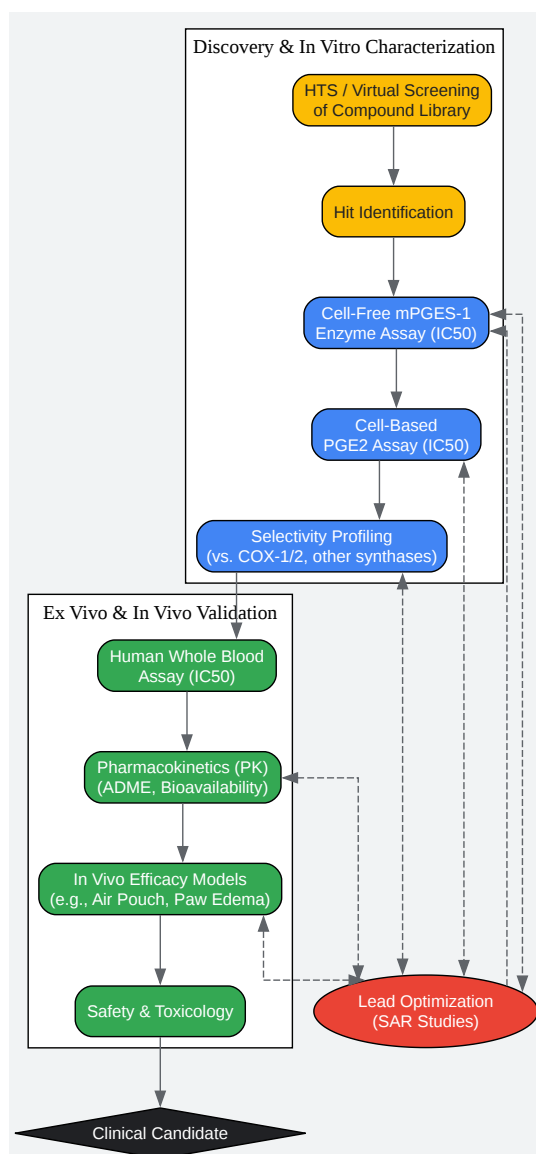 Discovery & In Vitro Characterization
HTS / Virtual Screening
of Compound Library
Hit Identification
Cell-Free mPGES-1
Enzyme Assay (IC50)
Cell-Based
PGE2 Assay (IC50)
Selectivity Profiling
(vs. COX-1/2, other synthases)
Ex Vivo & In Vivo Validation
Human Whole Blood
Assay (IC50)
Pharmacokinetics (PK)
(ADME, Bioavailability)
In Vivo Efficacy Models
(e.g., Air Pouch, Paw Edema)
Safety & Toxicology
Lead Optimization
(SAR Studies)
Clinical Candidate